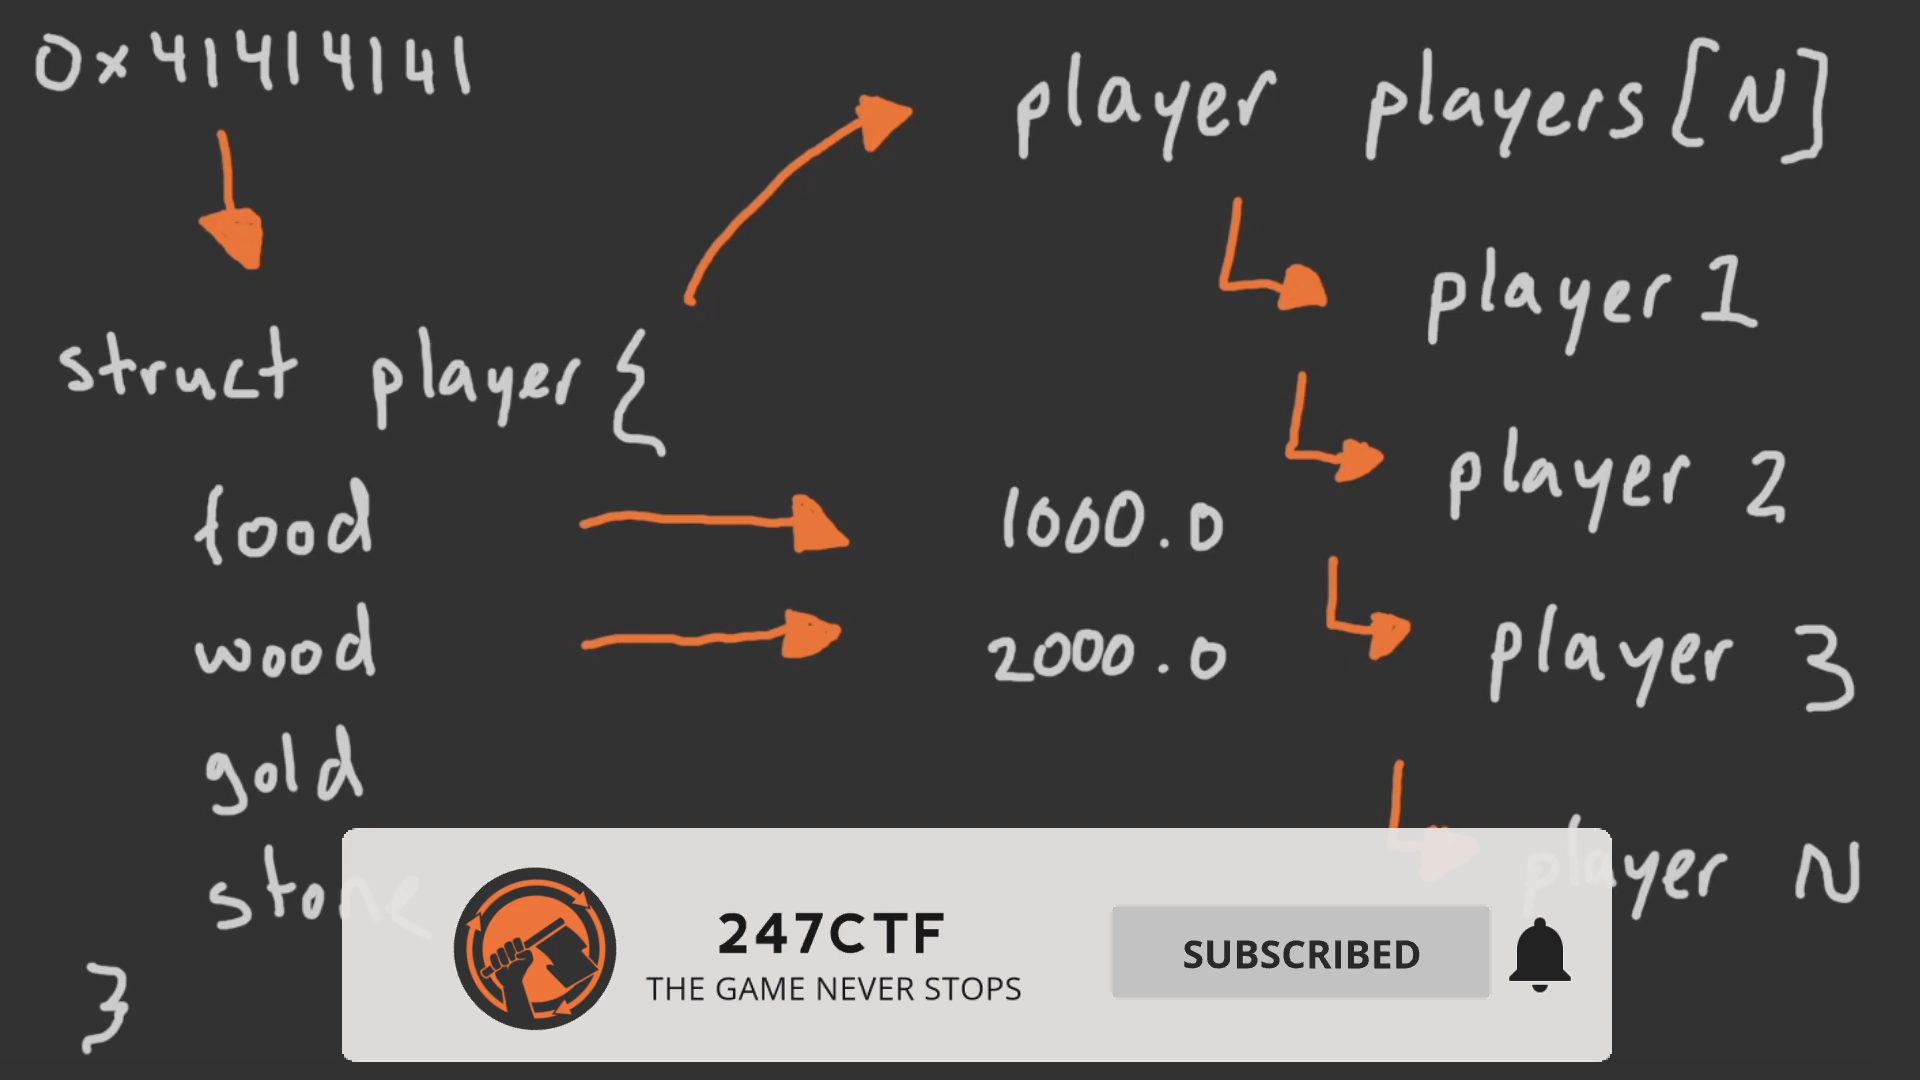 0x41414141
player players[N]
player 1
struct player {
player 2
food 1000.0
wood 2000.0
player 3
gold
stone
player N
}
247CTF
THE GAME NEVER STOPS
SUBSCRIBED